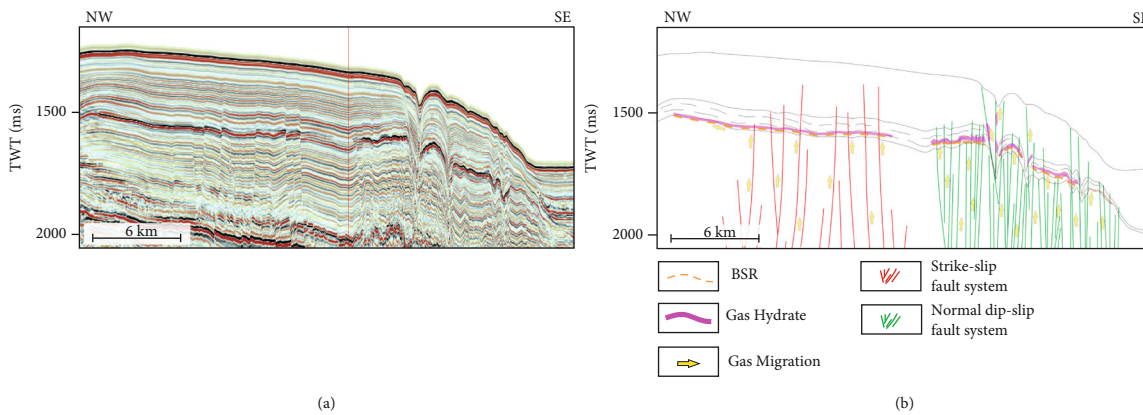 NW
SE
TWT (ms)
1500
2000
6 km
(a)
NW
SE
TWT (ms)
1500
2000
6 km
BSR
Gas Hydrate
Gas Migration
Strike-slip
fault system
Normal dip-slip
fault system
(b)